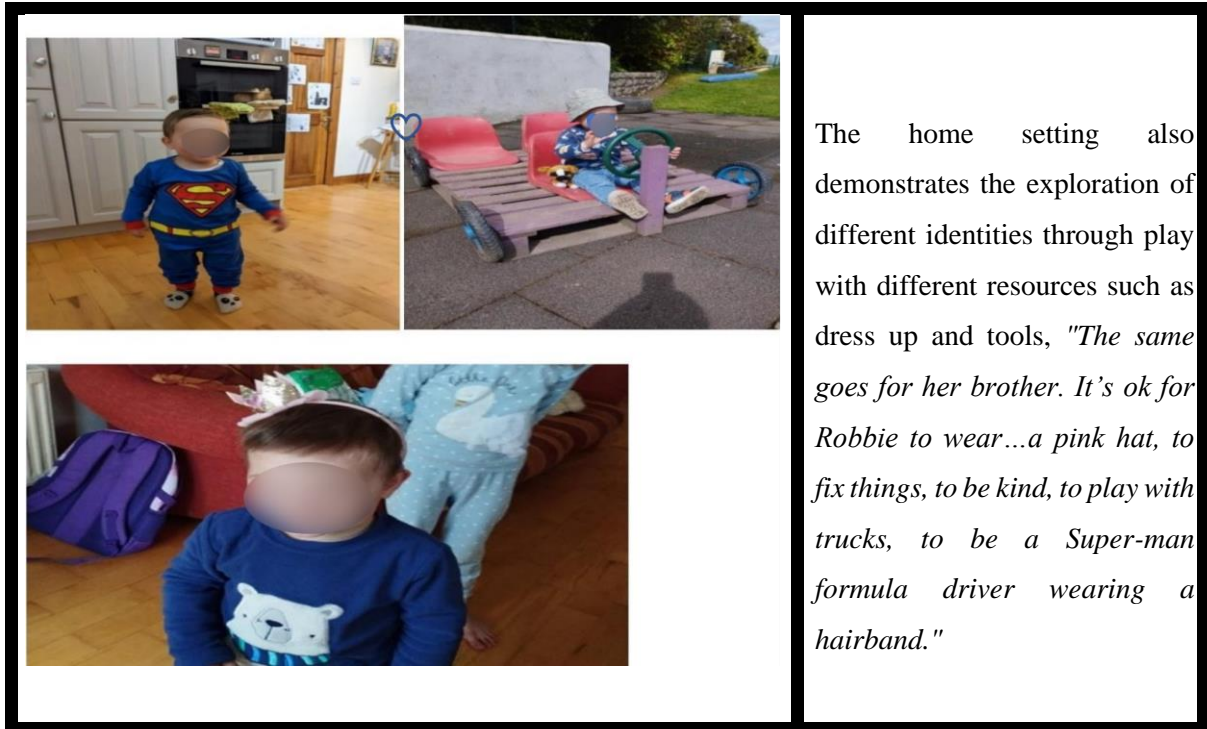 The home setting also
demonstrates the exploration of
different identities through play
with different resources such as
dress up and tools, "The same
goes for her brother. It’s ok for
Robbie to wear…a pink hat, to
fix things, to be kind, to play with
trucks, to be a Super-man
formula driver wearing a
hairband."